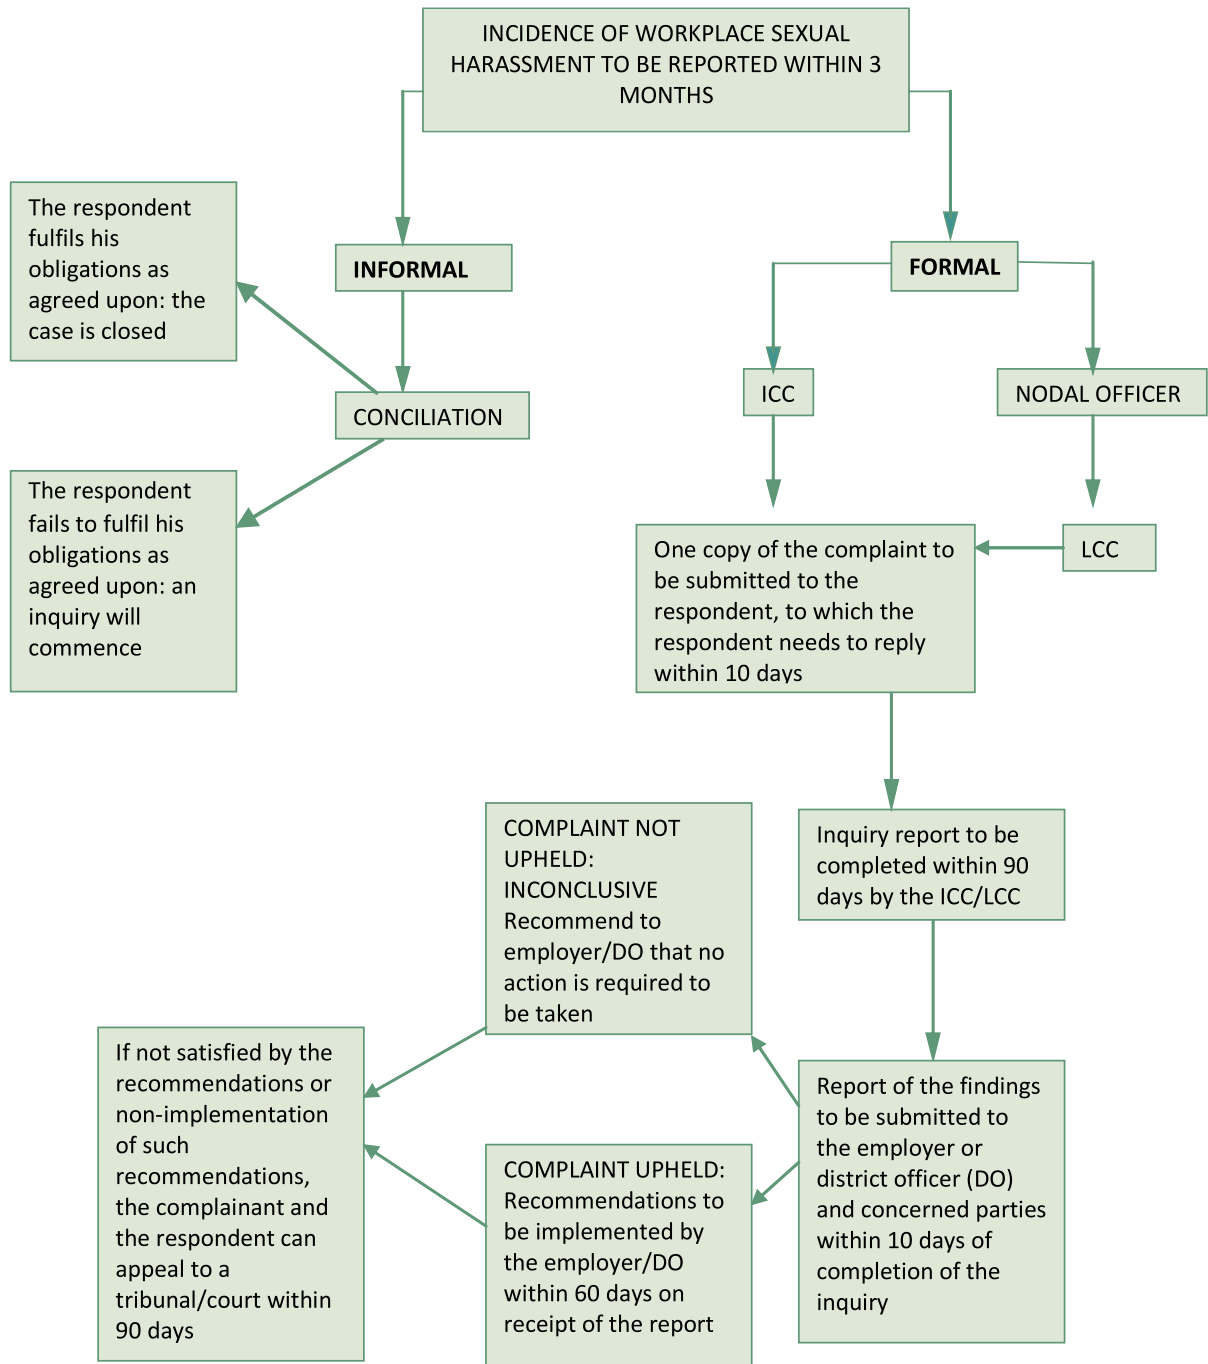 INCIDENCE OF WORKPLACE SEXUAL
HARASSMENT TO BE REPORTED WITHIN 3
MONTHS
The respondent
fulfils his
obligations as
agreed upon: the
case is closed
INFORMAL
FORMAL
CONCILIATION
ICC
NODAL OFFICER
The respondent
fails to fulfil his
obligations as
agreed upon: an
inquiry will
commence
One copy of the complaint to
be submitted to the
respondent, to which the
respondent needs to reply
within 10 days
LCC
Inquiry report to be
completed within 90
days by the ICC/LCC
COMPLAINT NOT
UPHELD:
INCONCLUSIVE
Recommend to
employer/DO that no
action is required to
be taken
Report of the findings
to be submitted to
the employer or
district officer (DO)
and concerned parties
within 10 days of
completion of the
inquiry
COMPLAINT UPHELD:
Recommendations to
be implemented by
the employer/DO
within 60 days on
receipt of the report
If not satisfied by the
recommendations or
non-implementation
of such
recommendations,
the complainant and
the respondent can
appeal to a
tribunal/court within
90 days